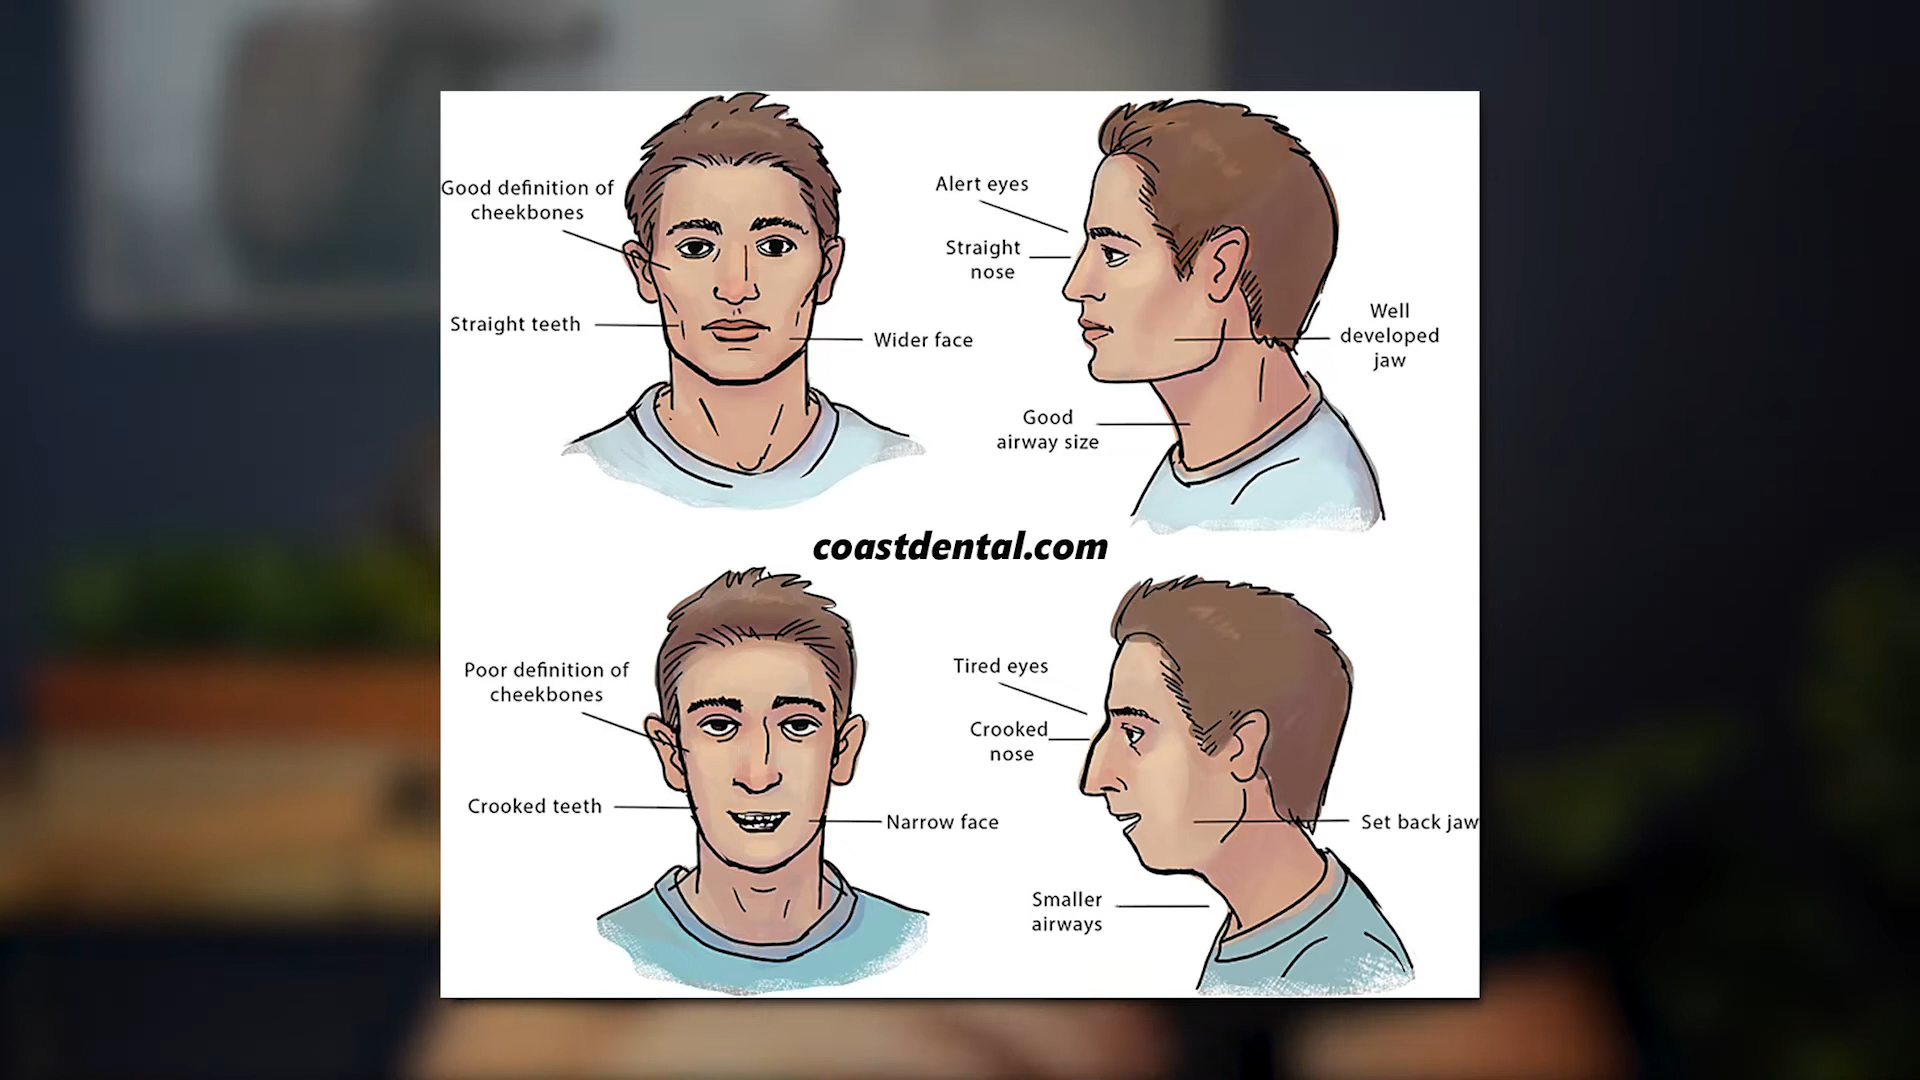 Good definition of
cheekbones
Straight teeth
Wider face
Alert eyes
Straight
nose
Well
developed
jaw
Good
airway size
coastdental.com
Poor definition of
cheekbones
Crooked teeth
Narrow face
Tired eyes
Crooked
nose
Set back jaw
Smaller
airways